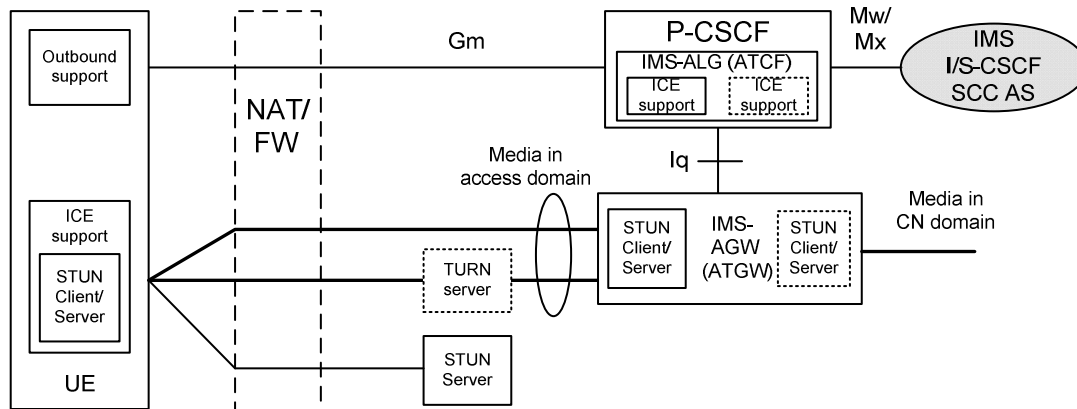 Outbound
support
ICE
support
STUN
Client/
Server
UE
NAT/
FW
Gm
P-CSCF
IMS-ALG (ATCF)
ICE
support
ICE
support
Mw/
Mx
IMS
I/S-CSCF
SCC AS
Iq
Media in
access domain
TURN
server
STUN
Server
STUN
Client/
Server
IMS-
AGW
(ATGW)
STUN
Client/
Server
Media in
CN domain